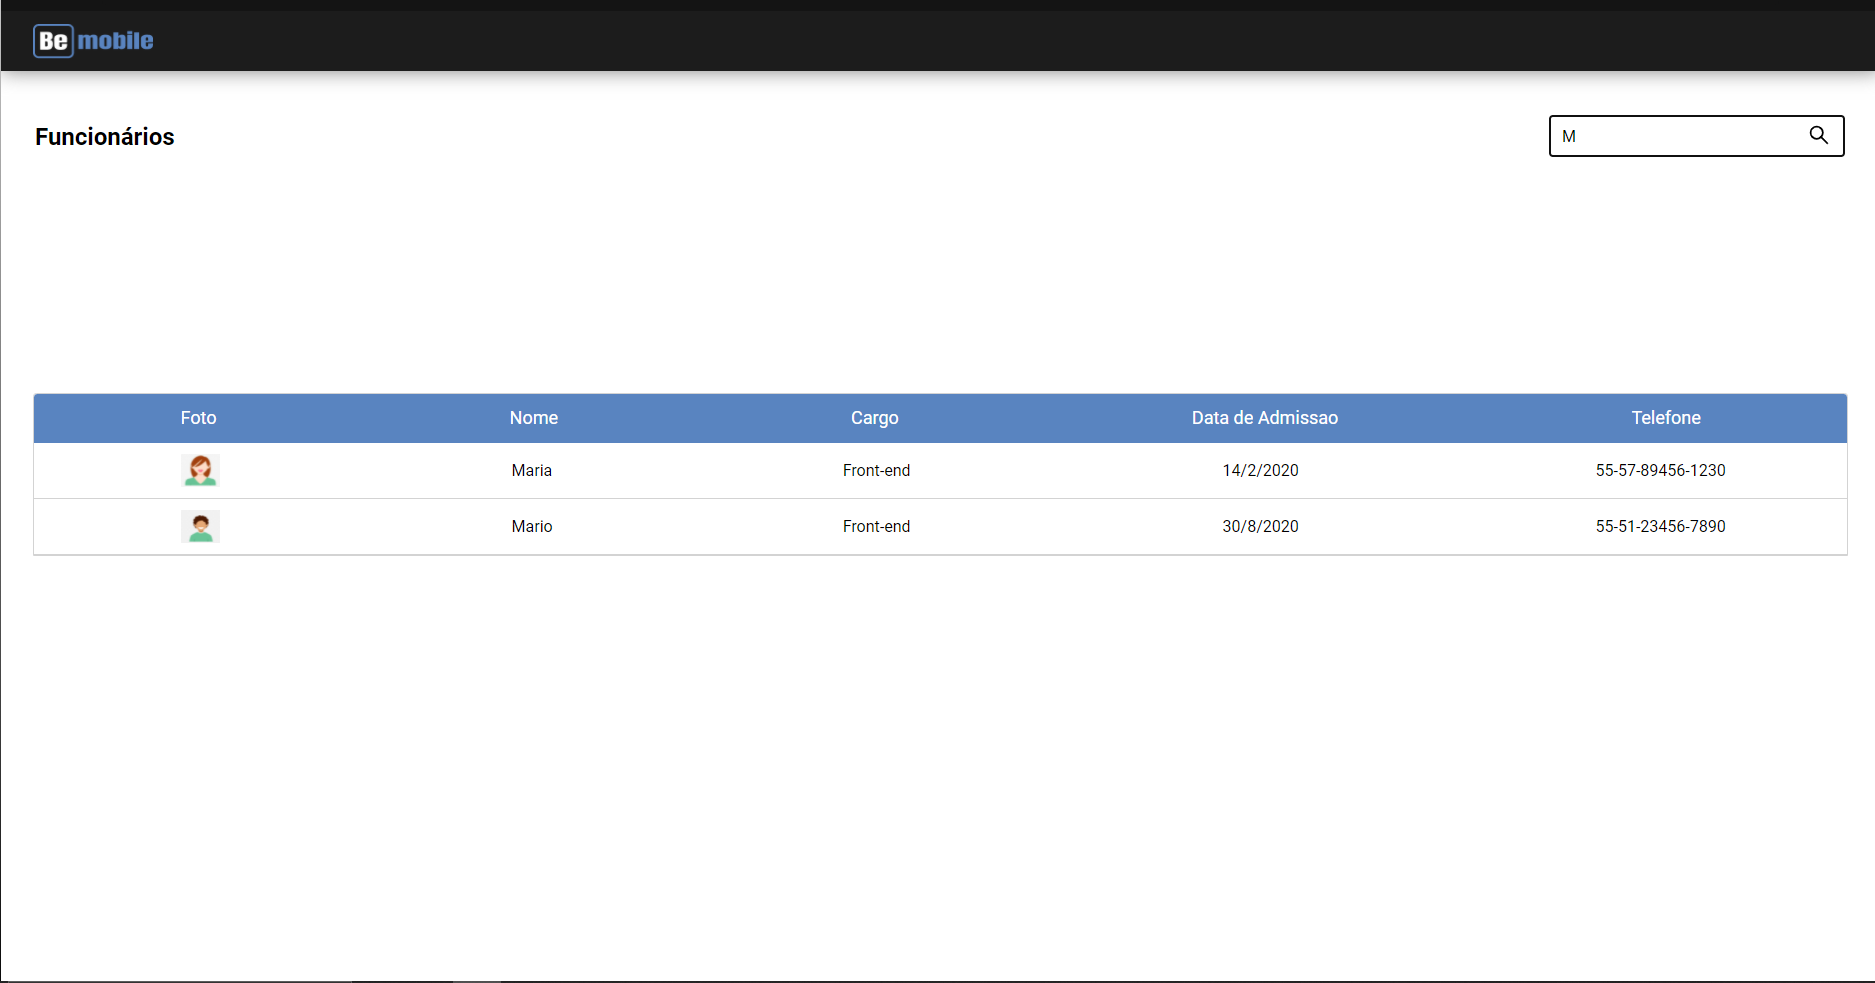 Be mobile
Funcionários
M
Foto Nome Cargo Data de Admissao Telefone
Maria Front-end 14/2/2020 55-57-89456-1230
Mario Front-end 30/8/2020 55-51-23456-7890